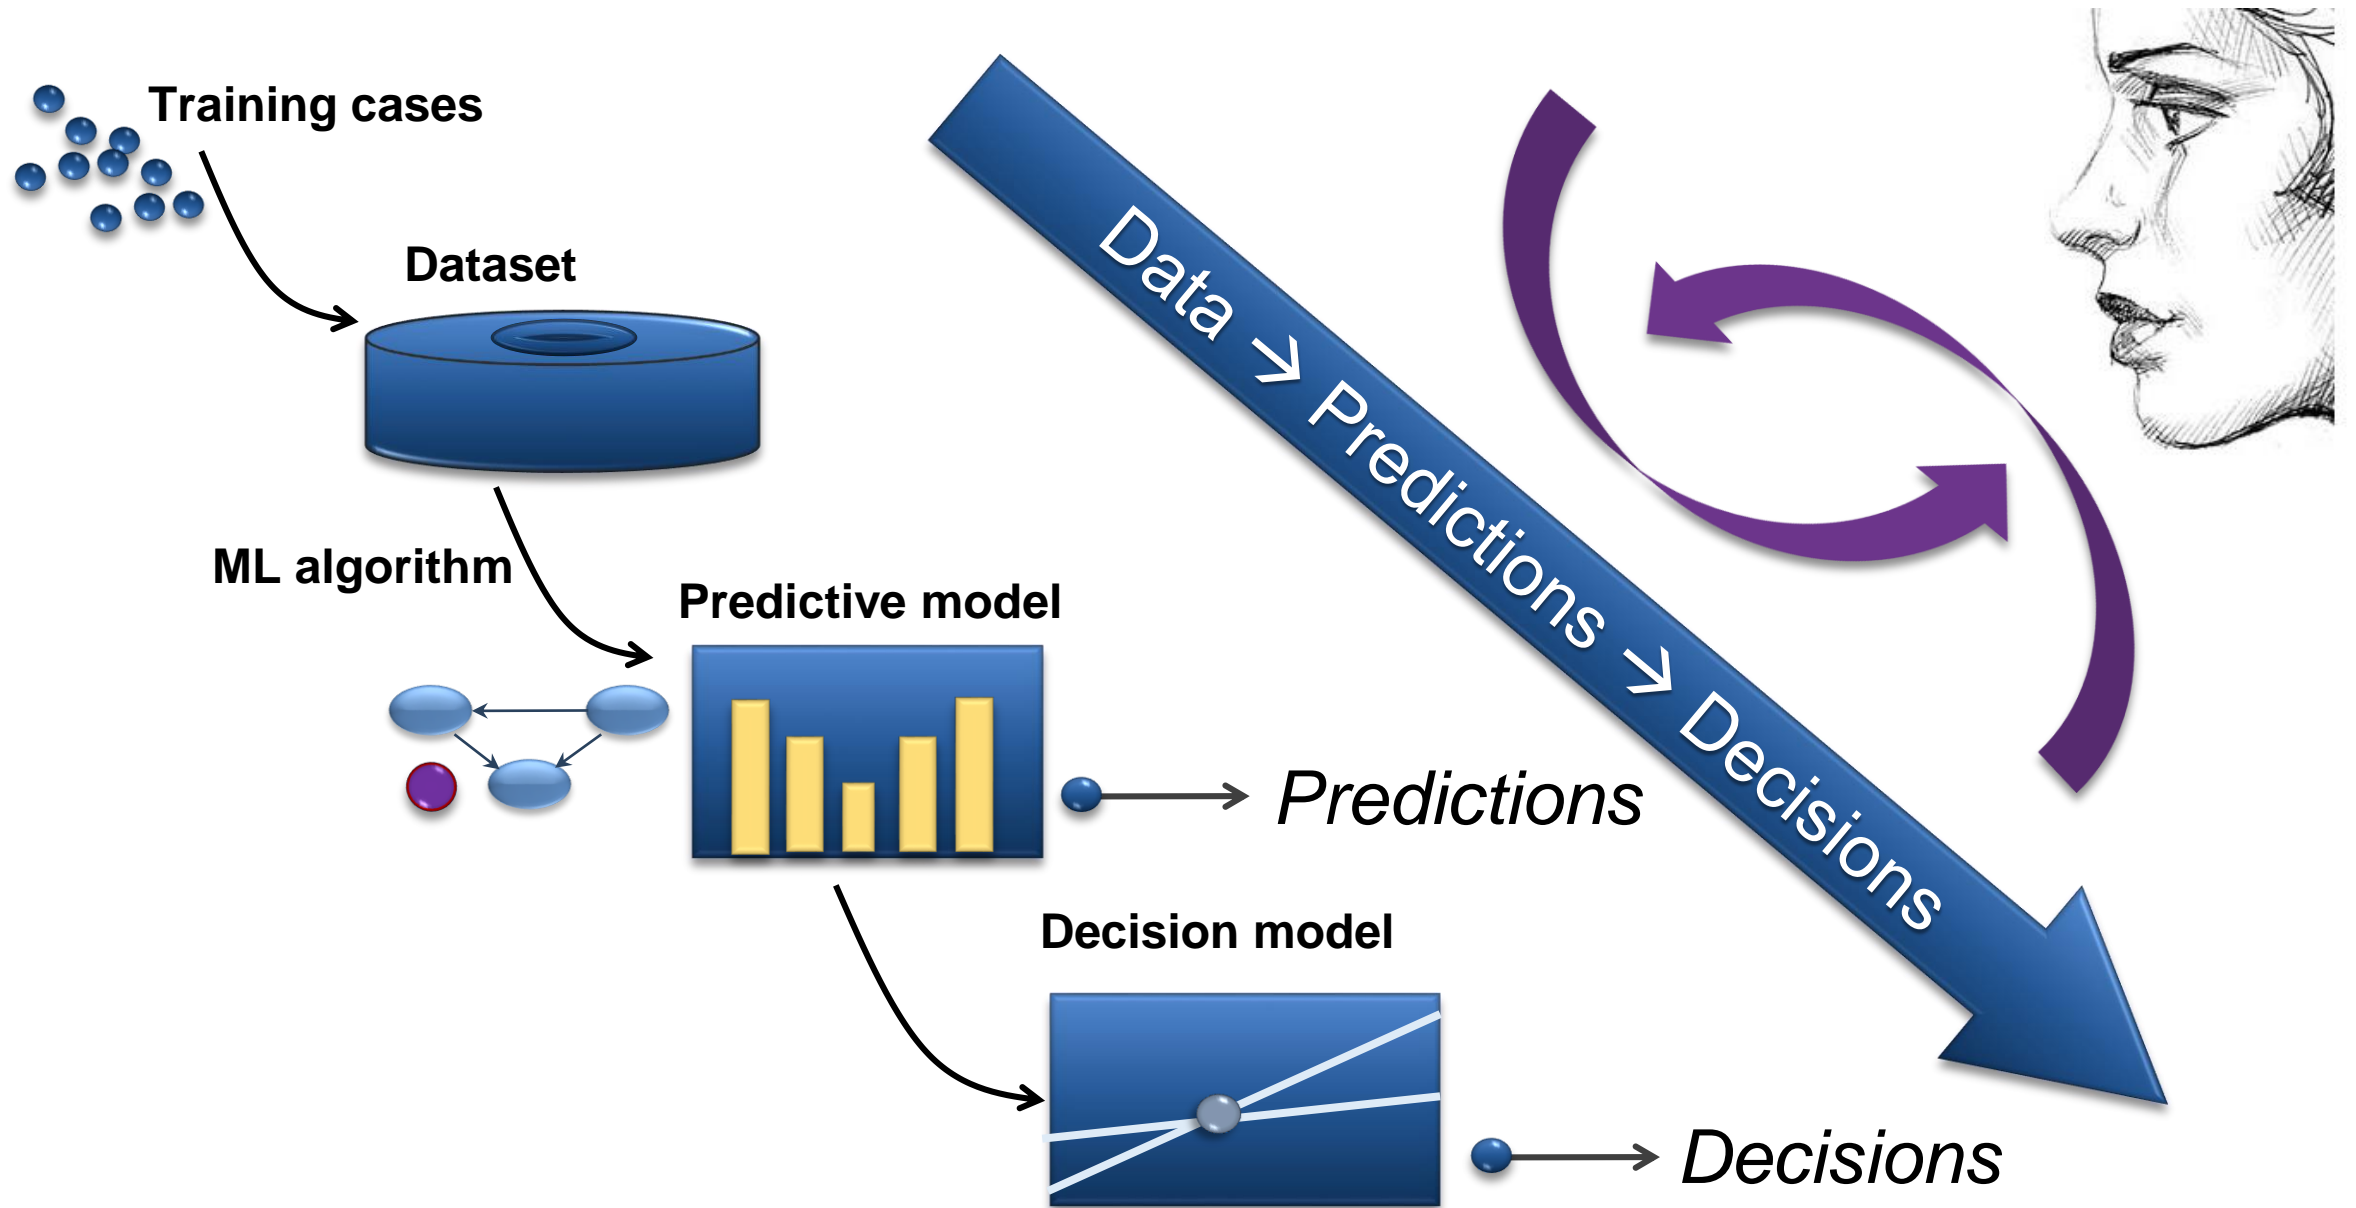 Training cases
Dataset
ML algorithm
Predictive model
Predictions
Decision model
Decisions
Data → Predictions → Decisions